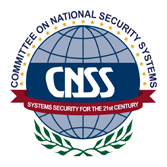 COMMITTEE ON NATIONAL SECURITY SYSTEMS
CNSS
SYSTEMS SECURITY FOR THE 21st CENTURY